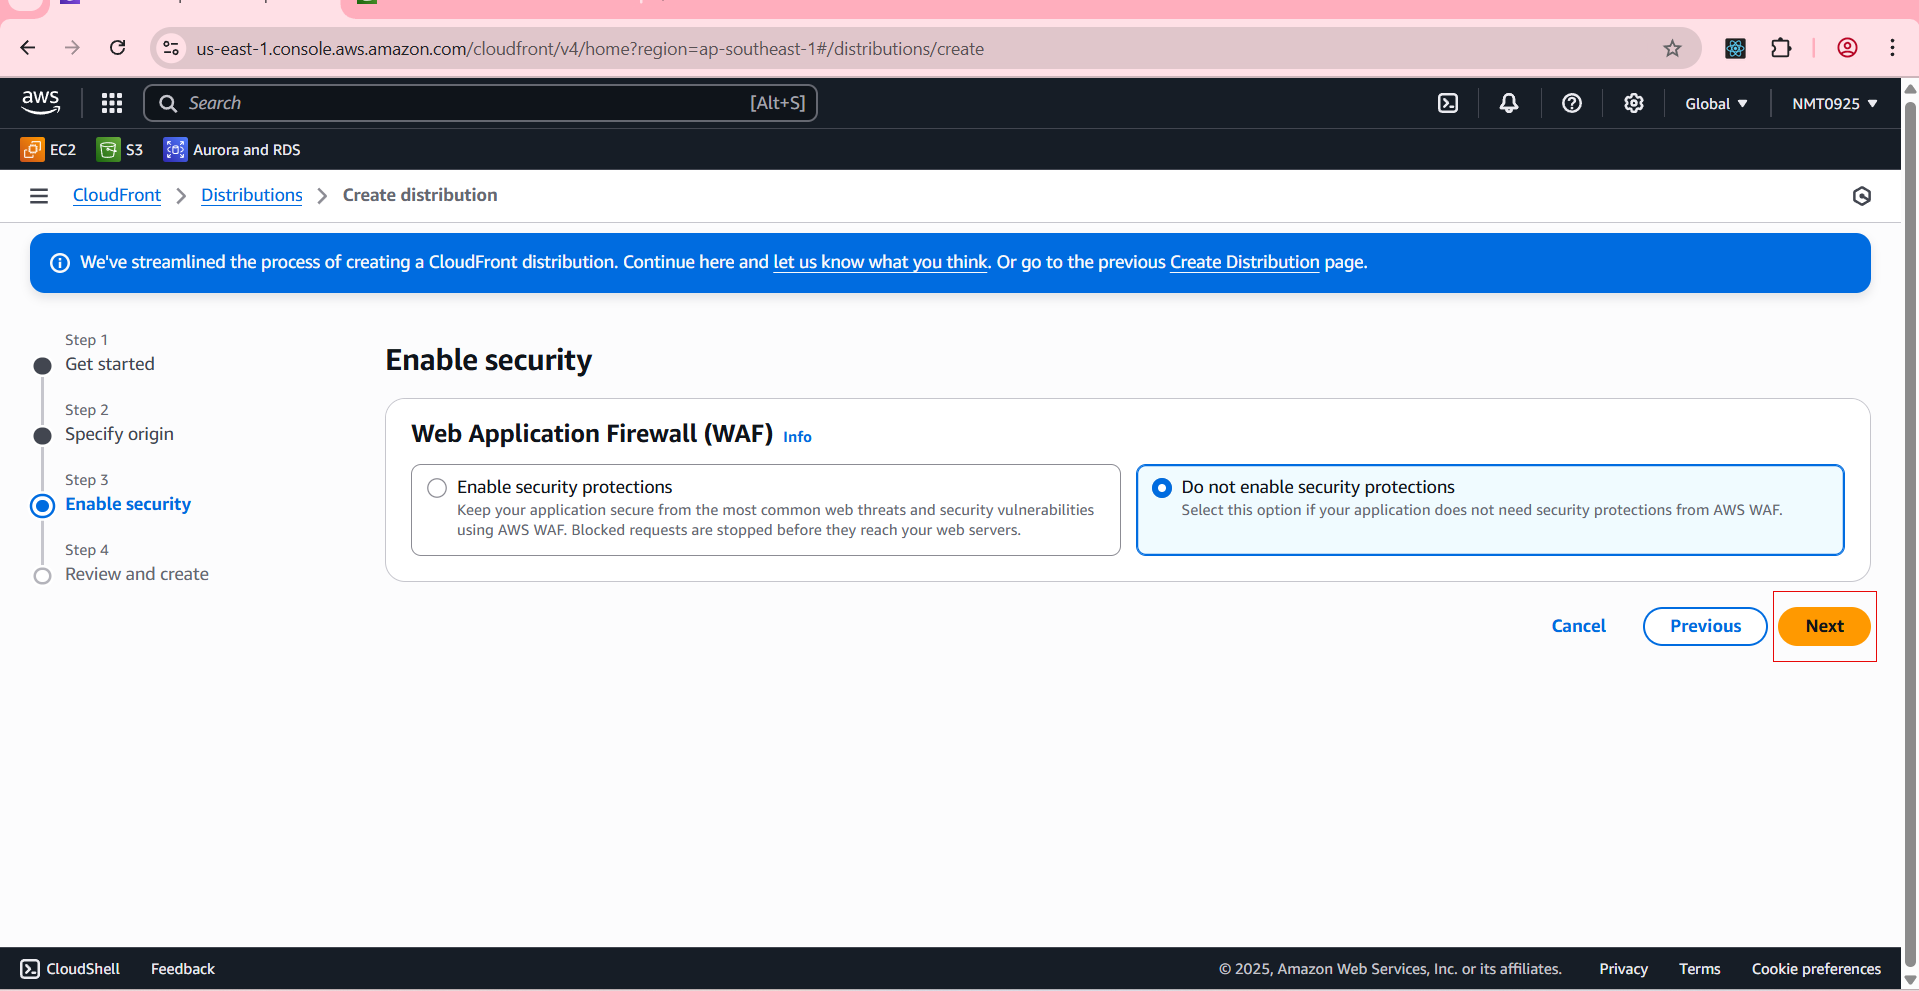 us-east-1.console.aws.amazon.com/cloudfront/v4/home?region=ap-southeast-1#/distributions/create
aws
Search
[Alt+S]
Global
NMT0925
EC2
S3
Aurora and RDS
CloudFront
Distributions
Create distribution
We've streamlined the process of creating a CloudFront distribution. Continue here and let us know what you think. Or go to the previous Create Distribution page.
Step 1
Get started
Step 2
Specify origin
Step 3
Enable security
Step 4
Review and create
Enable security
Web Application Firewall (WAF) Info
Enable security protections
Keep your application secure from the most common web threats and security vulnerabilities
using AWS WAF. Blocked requests are stopped before they reach your web servers.
Do not enable security protections
Select this option if your application does not need security protections from AWS WAF.
Cancel
Previous
Next
CloudShell
Feedback
© 2025, Amazon Web Services, Inc. or its affiliates.
Privacy
Terms
Cookie preferences